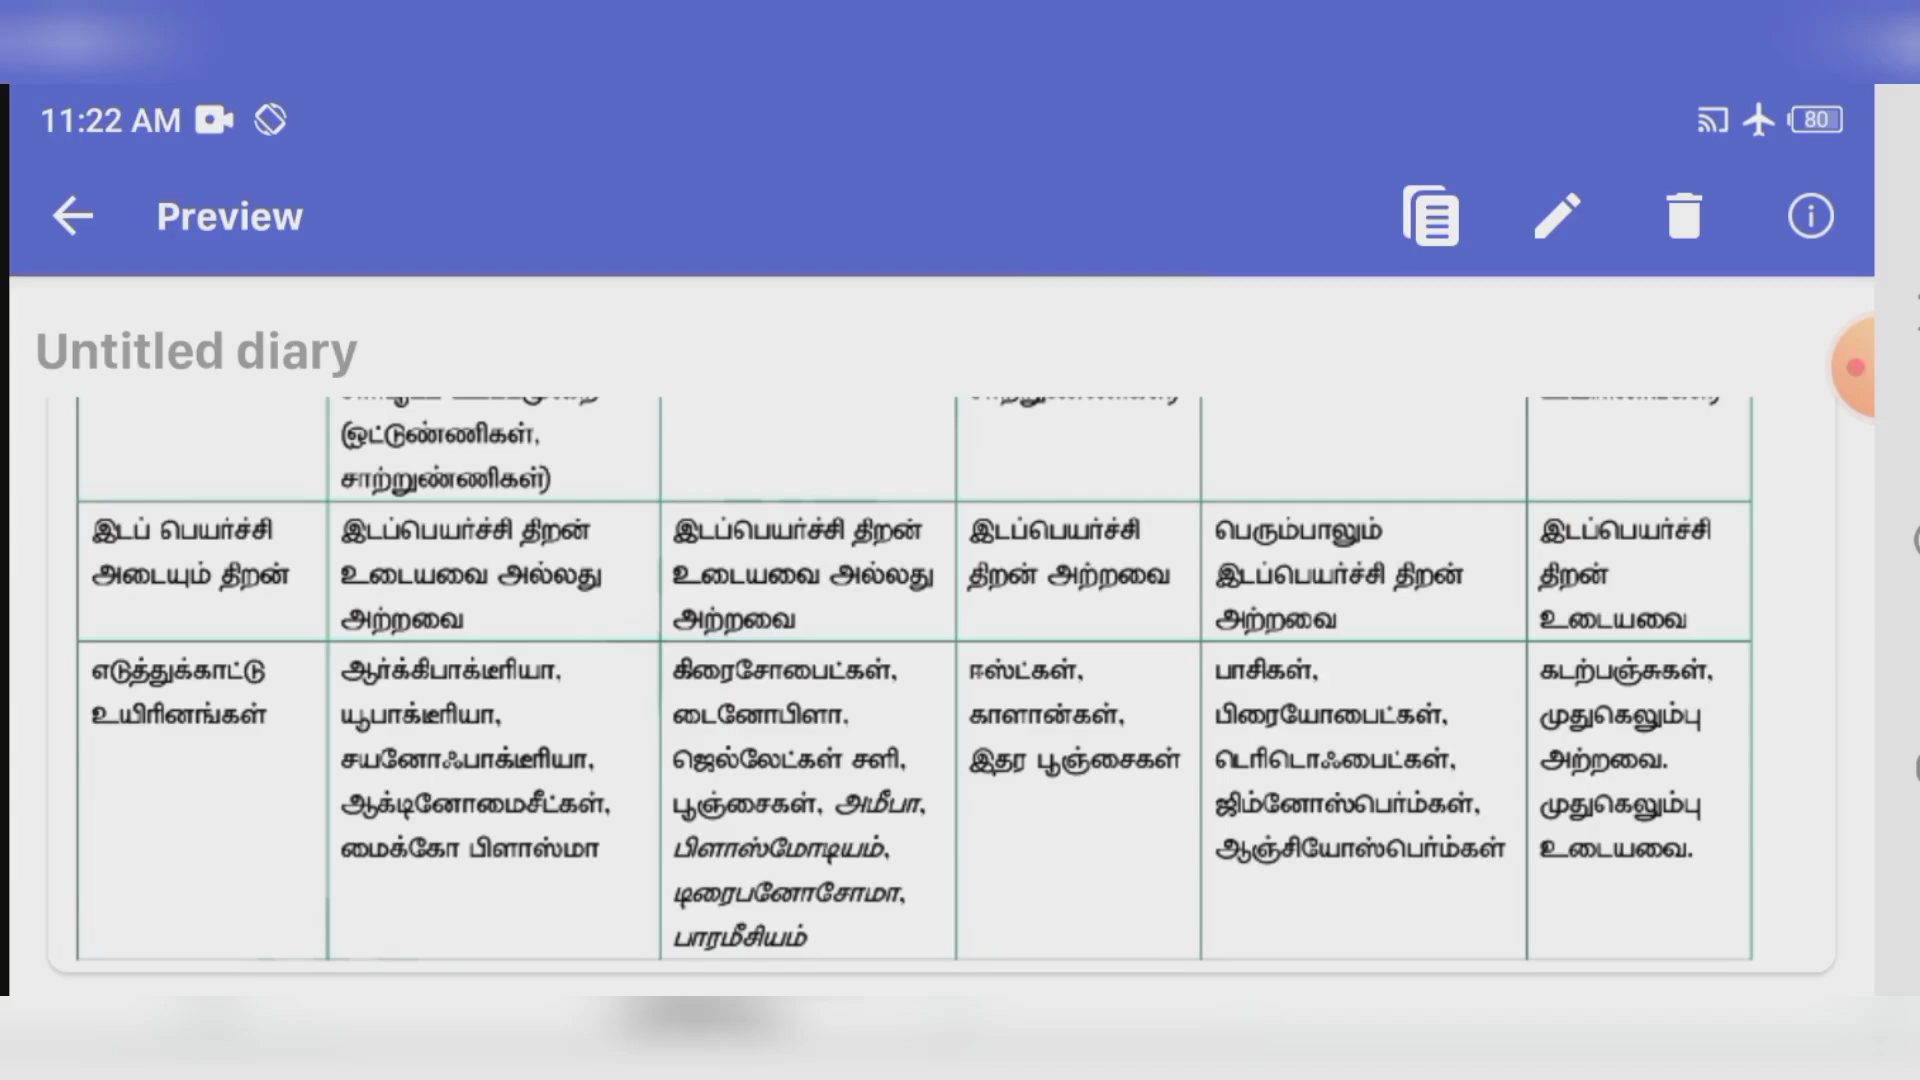 11:22 AM
80
Preview
Untitled diary
(ஒட்டுண்ணிகள்,
சாற்றுண்ணிகள்)
இடப் பெயர்ச்சி
அடையும் திறன்
இடப்பெயர்ச்சி திறன்
உடையவை அல்லது
அற்றவை
இடப்பெயர்ச்சி திறன்
உடையவை அல்லது
அற்றவை
இடப்பெயர்ச்சி
திறன் அற்றவை
பெரும்பாலும்
இடப்பெயர்ச்சி திறன்
அற்றவை
இடப்பெயர்ச்சி
திறன்
உடையவை
எடுத்துக்காட்டு
உயிரினங்கள்
ஆர்க்கிபாக்டீரியா,
யூபாக்டீரியா,
சயனோஃபாக்டீரியா,
ஆக்டினோமைசீட்கள்,
மைக்கோ பிளாஸ்மா
கிரைசோபைட்கள்,
டைனோபிளா,
ஜெல்லேட்கள் சளி,
பூஞ்சைகள், அமீபா,
பிளாஸ்மோடியம்,
டிரைபனோசோமா,
பாரமீசியம்
ஈஸ்ட்கள்,
காளான்கள்,
இதர பூஞ்சைகள்
பாசிகள்,
பிரையோபைட்கள்,
டெரிடொஃபைட்கள்,
ஜிம்னோஸ்பெர்ம்கள்,
ஆஞ்சியோஸ்பெர்ம்கள்
கடற்பஞ்சுகள்,
முதுகெலும்பு
அற்றவை.
முதுகெலும்பு
உடையவை.